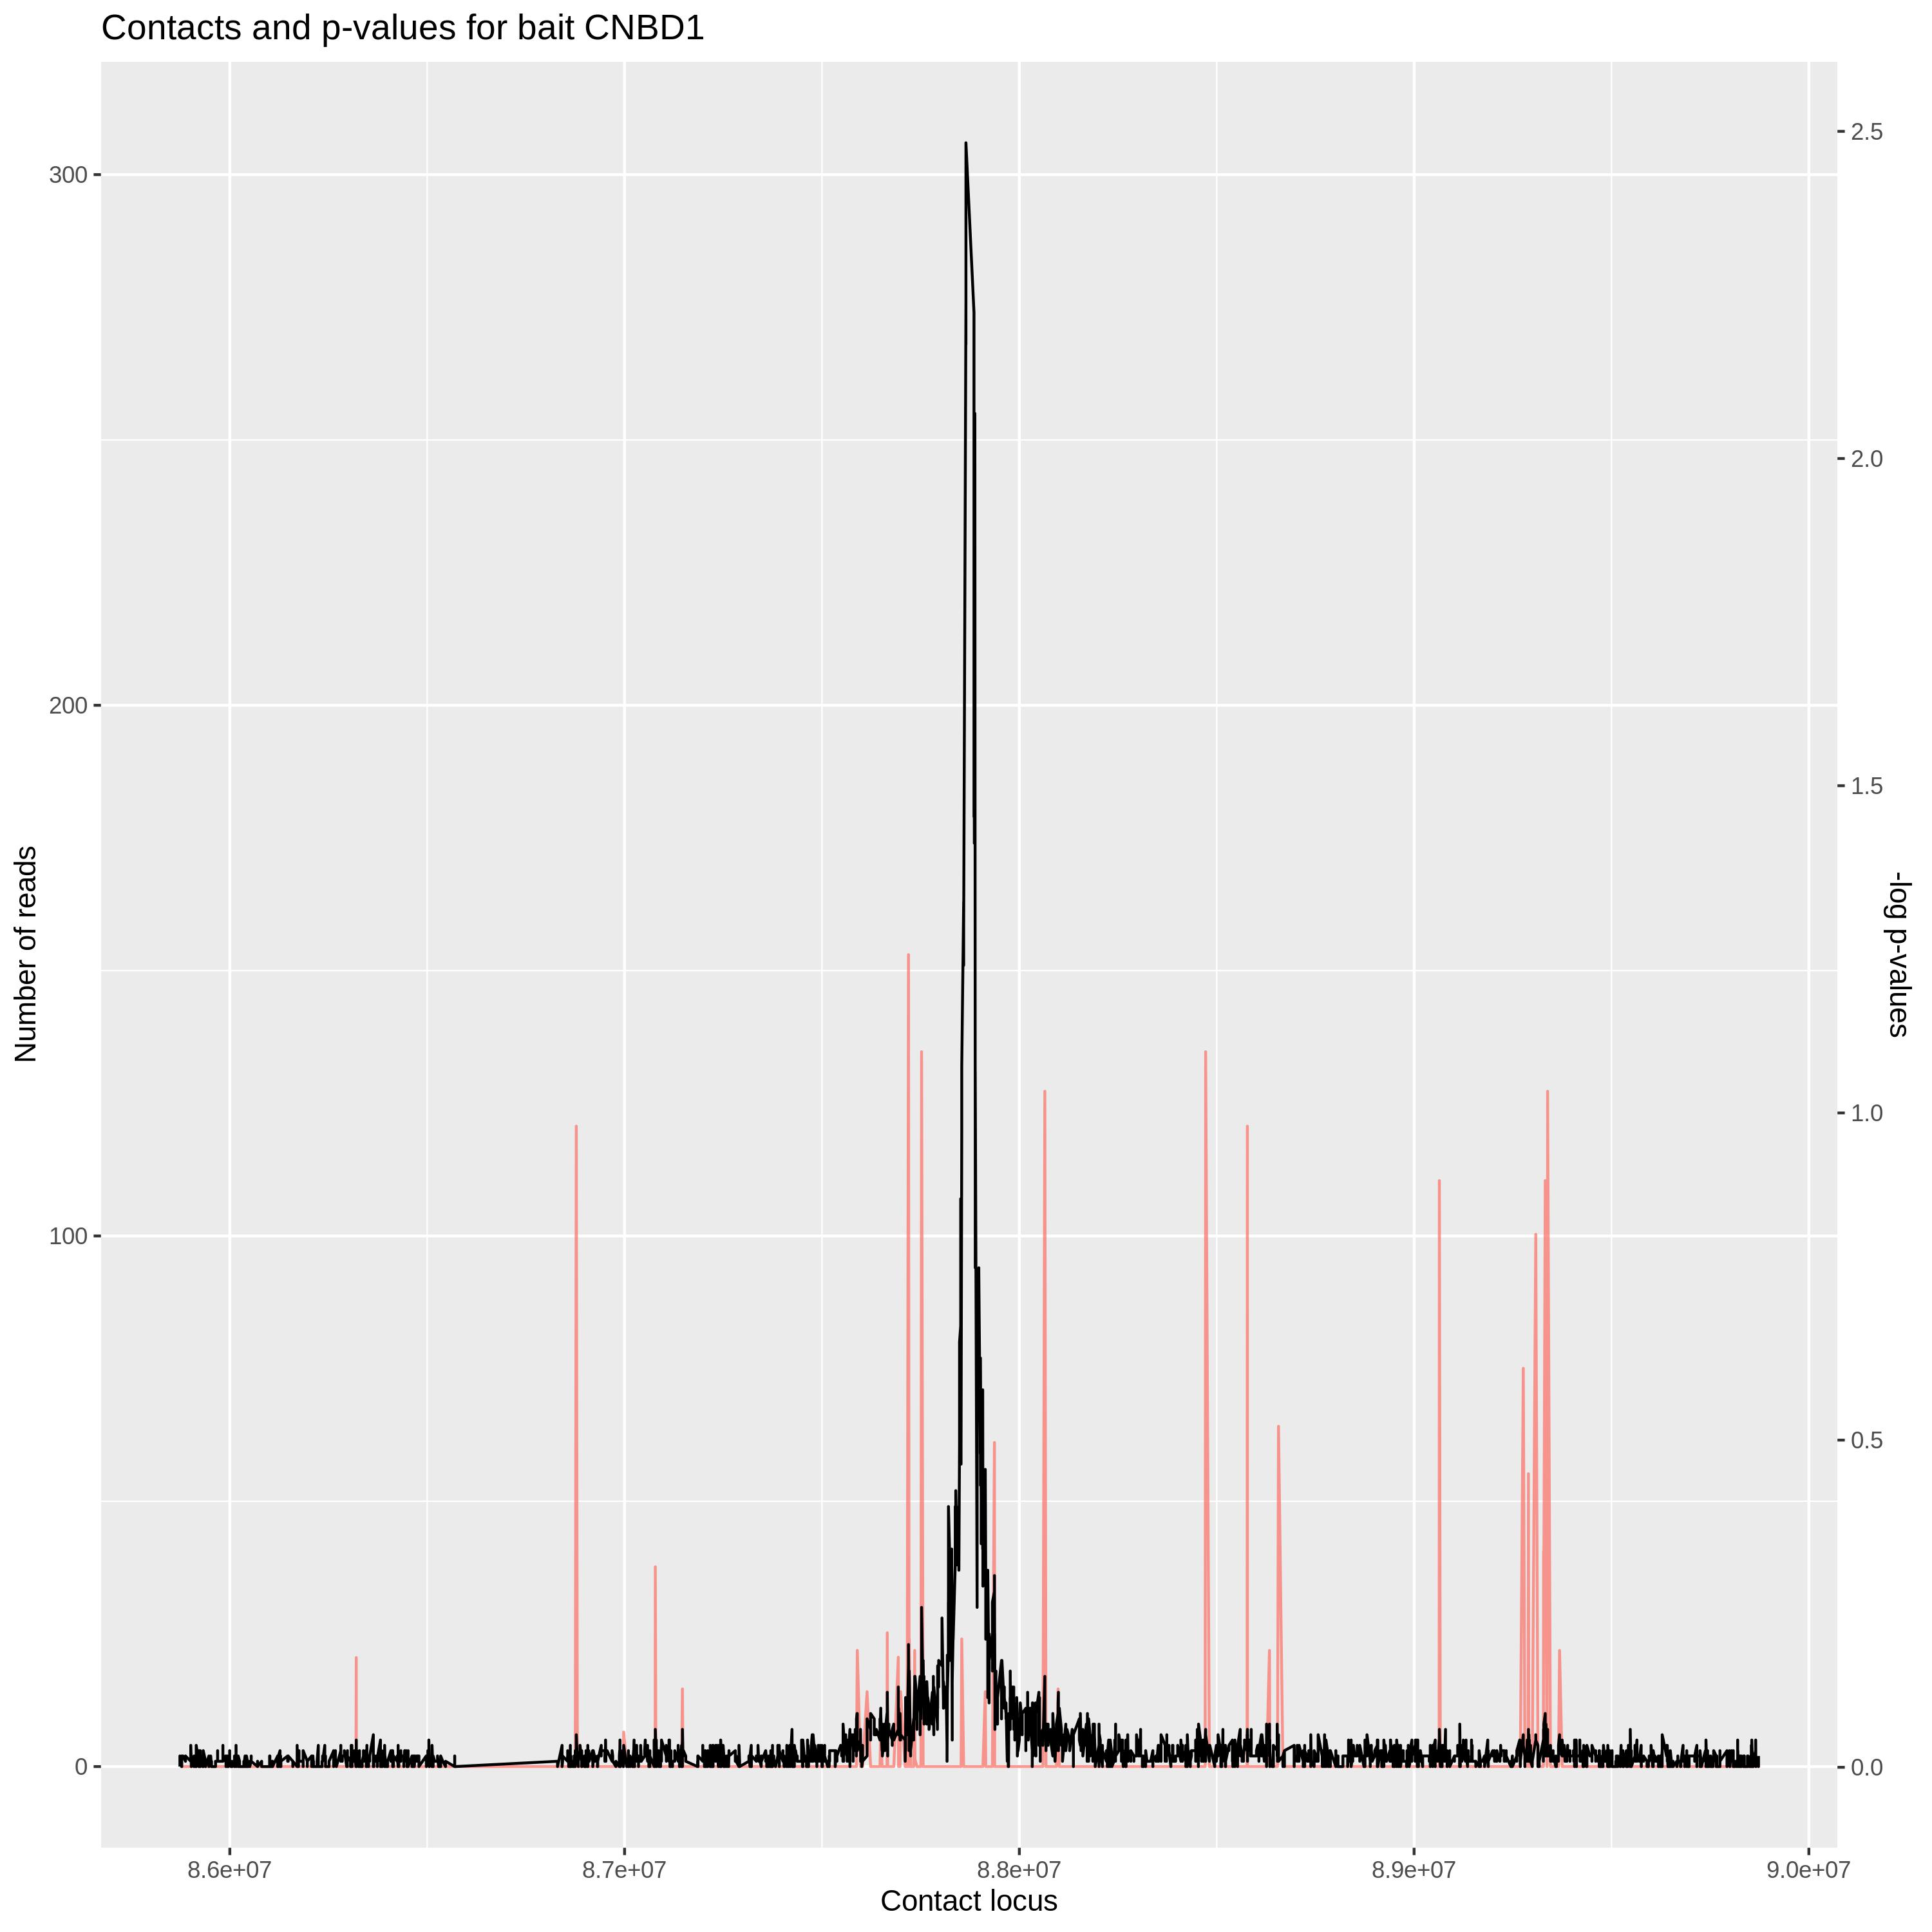 Contacts and p-values for bait CNBD1
300
200
100
0
Number of reads
2.5
2.0
1.5
1.0
0.5
0.0
-log p-values
8.6e+07 8.7e+07 8.8e+07 8.9e+07 9.0e+07
Contact locus